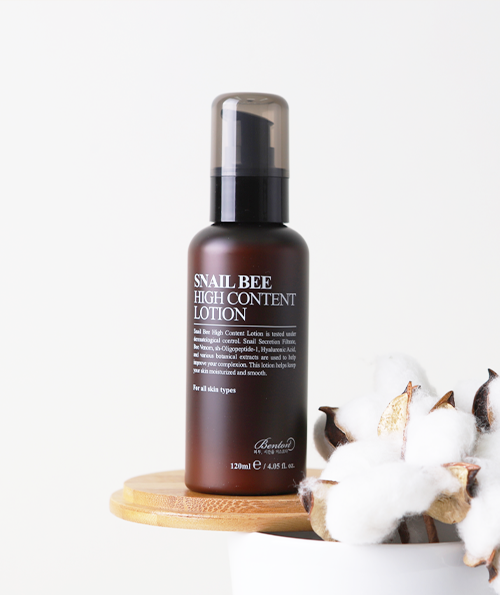 SNAIL BEE
HIGH CONTENT
LOTION
Snail Bee High Content Lotion is tested under
dermatological control. Snail Secretion Filtrate,
Bee Venom, sh-Oligopeptide-1, Hyaluronic Acid,
and various botanical extracts are used to help
improve your complexion. This lotion helps keep
your skin moisturized and smooth.
For all skin types
Benton
120ml e / 4.05 fl. oz.